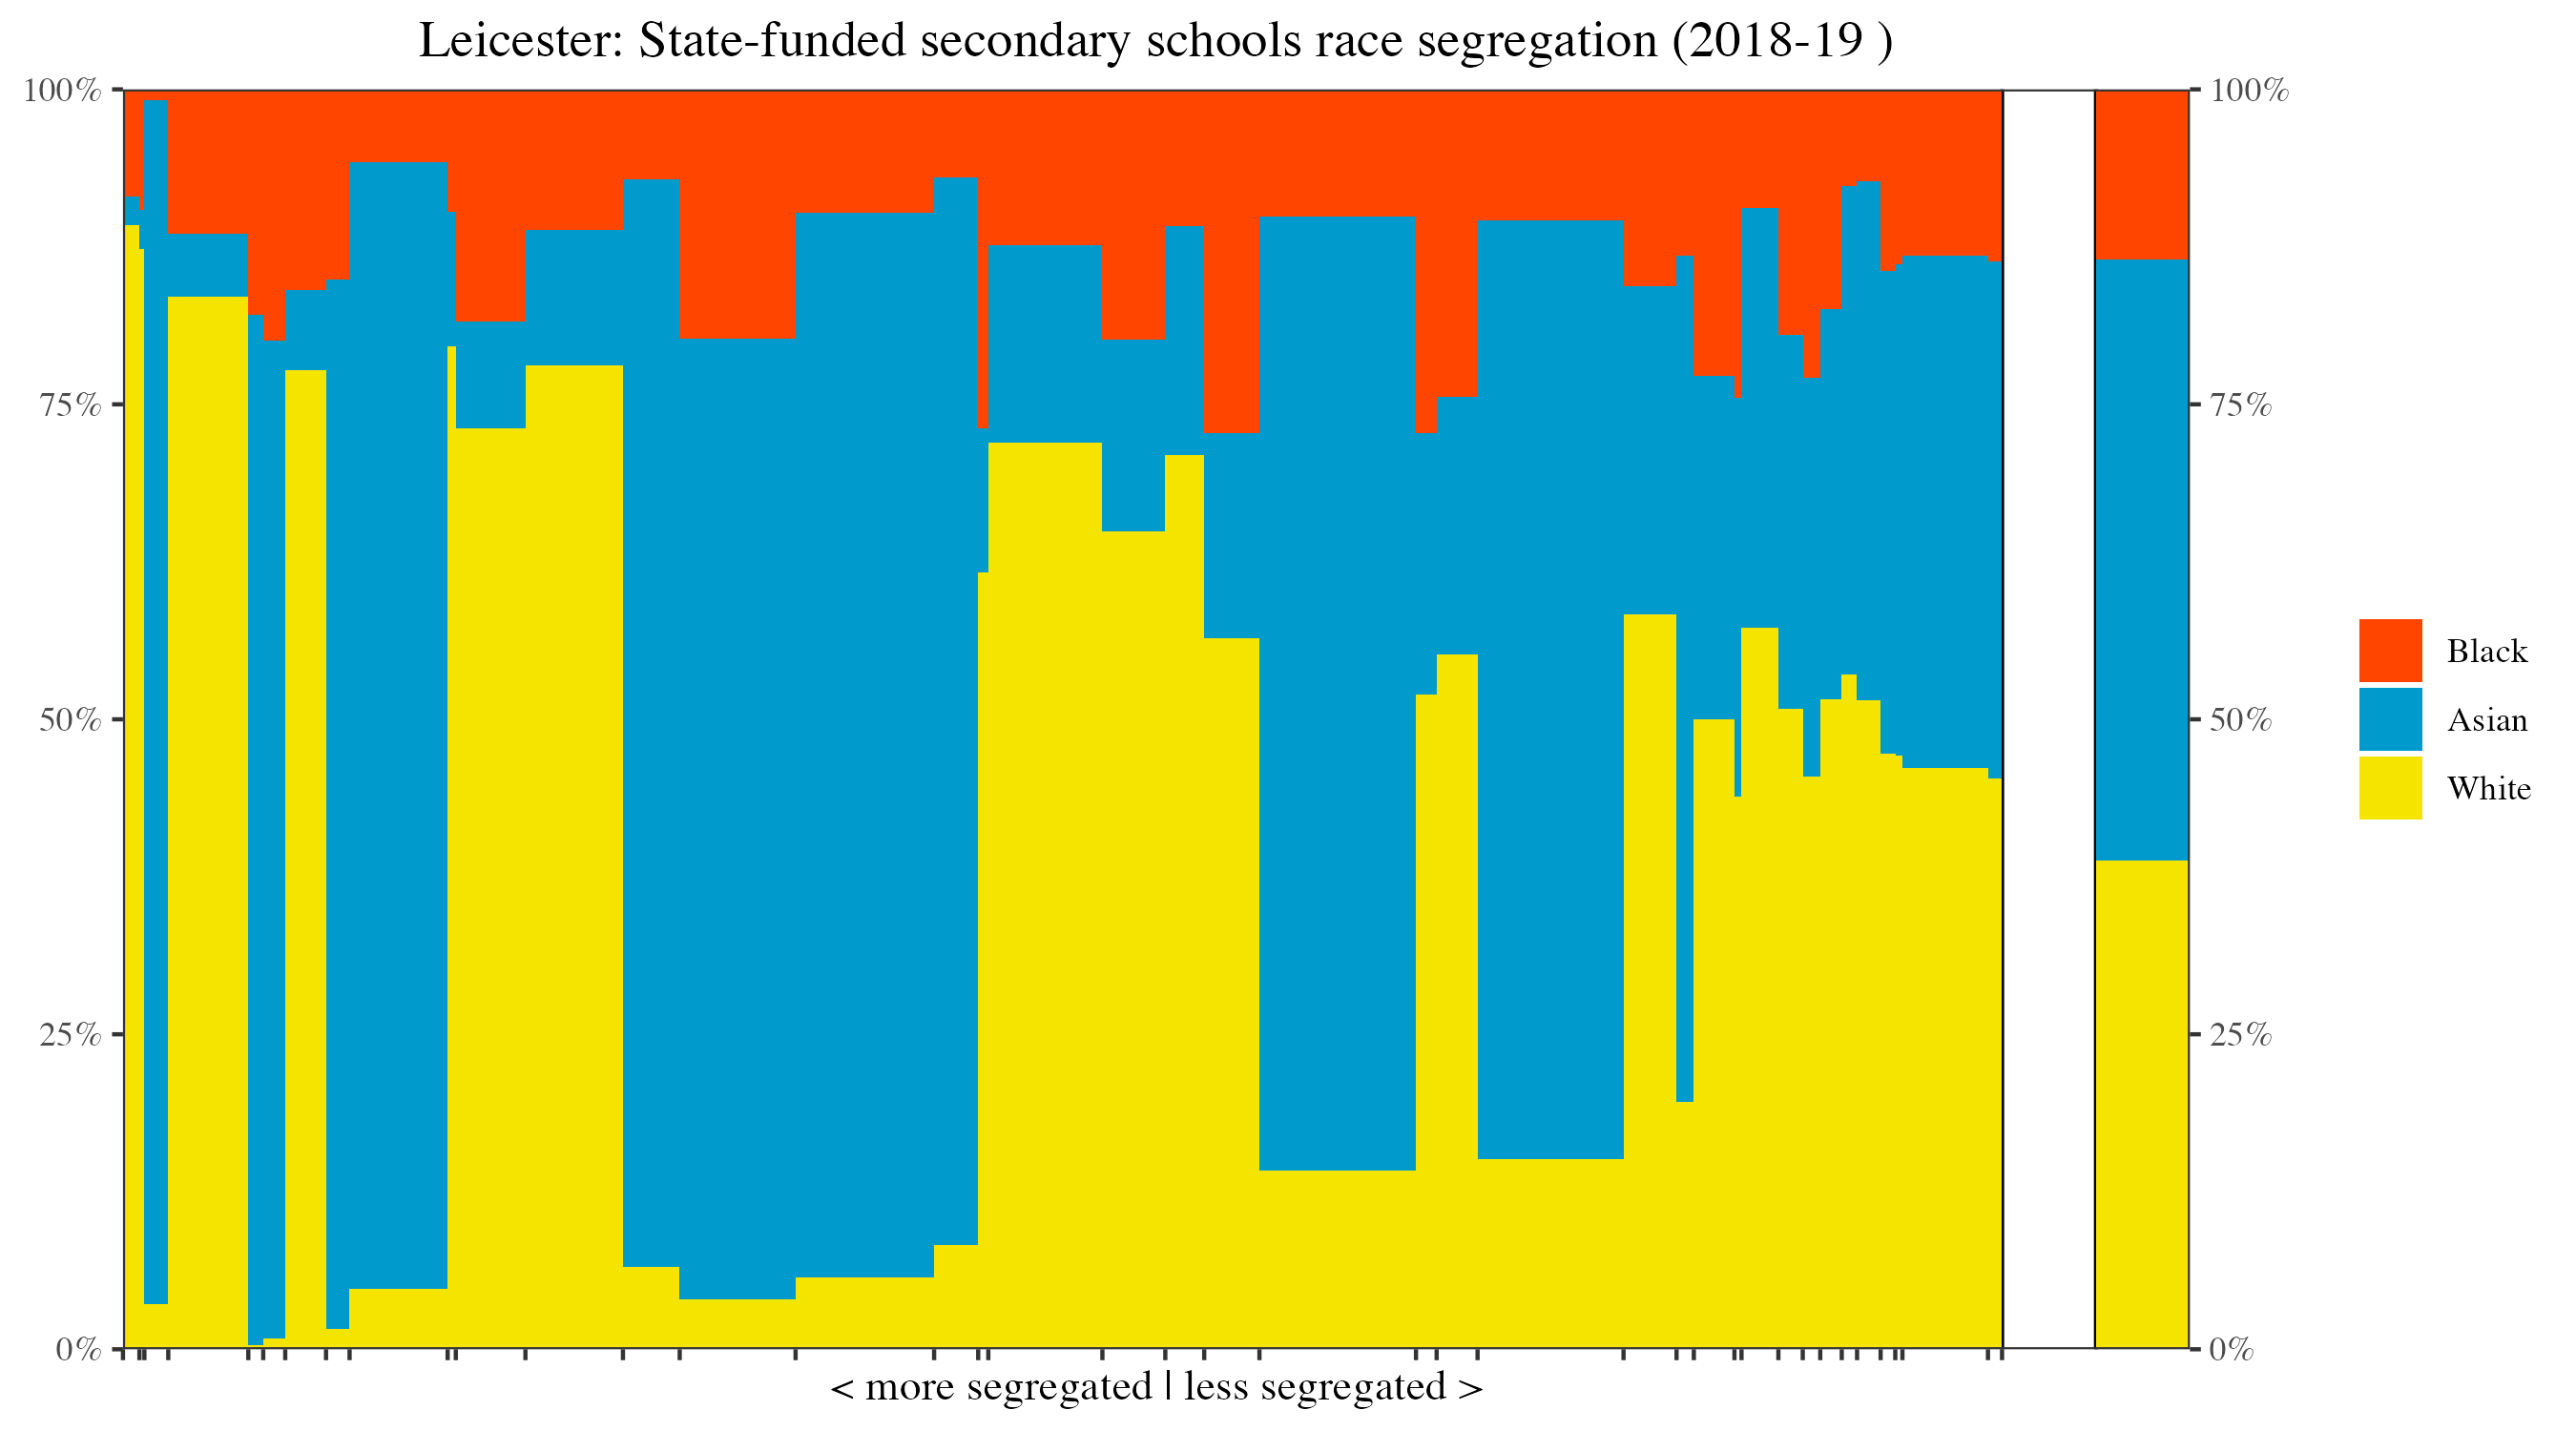 Leicester: State-funded secondary schools race segregation (2018-19 )
100%
100%
75%
75%
50%
50%
25%
25%
0%
0%
Black
Asian
White
< more segregated | less segregated >